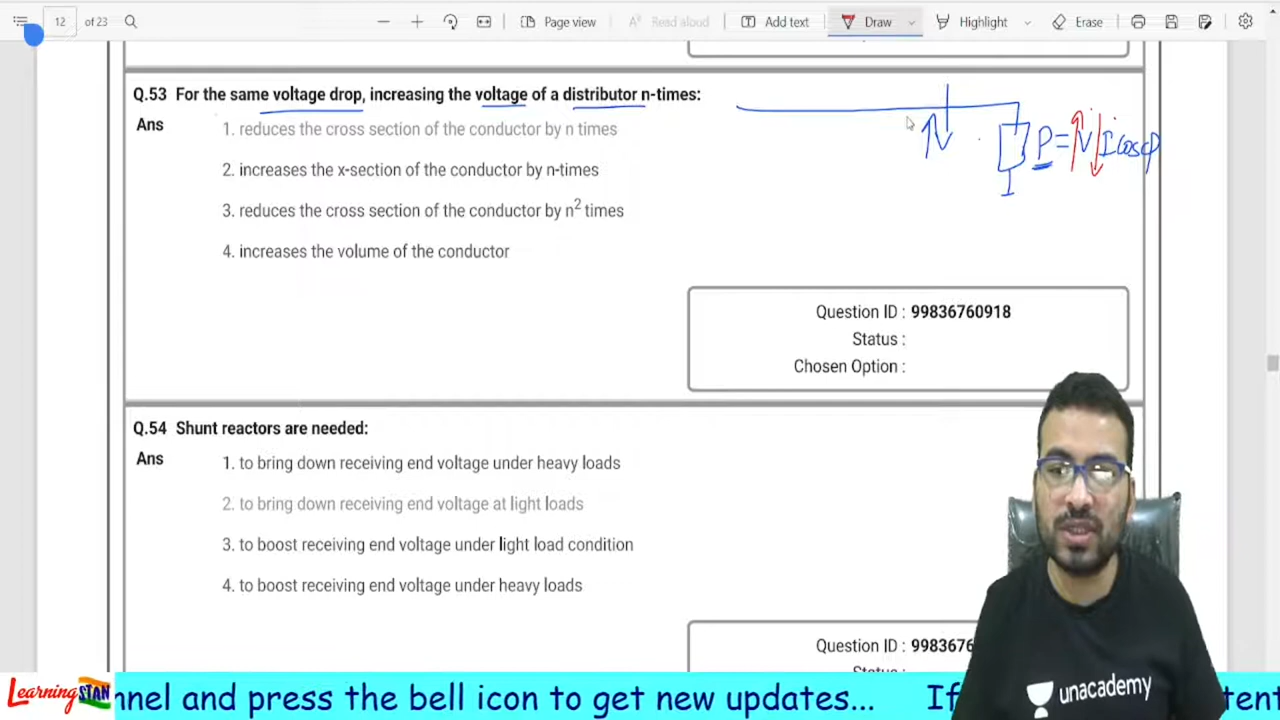 12 of 23
Page view
Read aloud
Add text
Draw
Highlight
Erase
Q.53 For the same voltage drop, increasing the voltage of a distributor n-times:
Ans
1. reduces the cross section of the conductor by n times
2. increases the x-section of the conductor by n-times
3. reduces the cross section of the conductor by n² times
4. increases the volume of the conductor
P = V I cosφ
Question ID : 99836760918
Status :
Chosen Option :
Q.54 Shunt reactors are needed:
Ans
1. to bring down receiving end voltage under heavy loads
2. to bring down receiving end voltage at light loads
3. to boost receiving end voltage under light load condition
4. to boost receiving end voltage under heavy loads
Question ID : 998367
unacademy
Learning STAN
nnel and press the bell icon to get new updates... If
tent